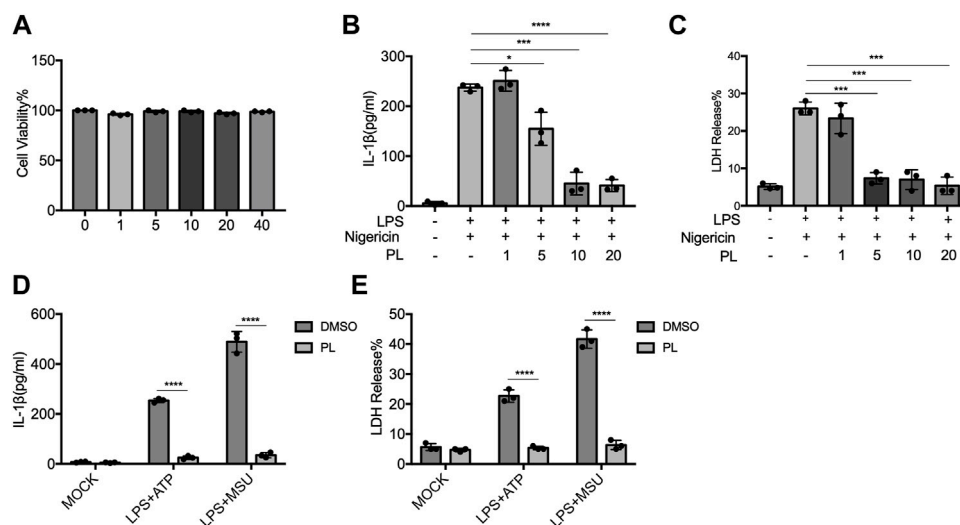 A
Cell Viability%
150
100
50
0
0 1 5 10 20 40
B
****
***
*
IL-1β(pg/ml)
300
200
100
0
LPS - + + + + +
Nigericin - + + + + +
PL - - 1 5 10 20
C
***
***
***
LDH Release%
40
30
20
10
0
LPS - + + + + +
Nigericin - + + + + +
PL - - 1 5 10 20
D
IL-1β(pg/ml)
600
400
200
0
****
****
DMSO
PL
MOCK
LPS+ATP
LPS+MSU
E
LDH Release%
50
40
30
20
10
0
****
****
DMSO
PL
MOCK
LPS+ATP
LPS+MSU